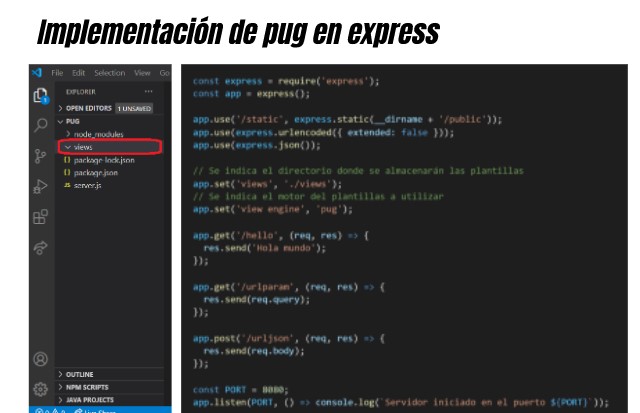 Implementación de pug en express
File Edit Selection View Go
EXPLORER
OPEN EDITORS 1 UNSAVED
PUG
node_modules
views
package-lock.json
package.json
JS server.js
OUTLINE
NPM SCRIPTS
JAVA PROJECTS
Live Share
const express = require('express');
const app = express();
app.use('/static', express.static(__dirname + '/public'));
app.use(express.urlencoded({ extended: false }));
app.use(express.json());
// Se indica el directorio donde se almacenarán las plantillas
app.set('views', './views');
// Se indica el motor del plantillas a utilizar
app.set('view engine', 'pug');
app.get('/hello', (req, res) => {
res.send('Hola mundo');
});
app.get('/urlparam', (req, res) => {
res.send(req.query);
});
app.post('/urljson', (req, res) => {
res.send(req.body);
});
const PORT = 8080;
app.listen(PORT, () => console.log(`Servidor iniciado en el puerto ${PORT}`));